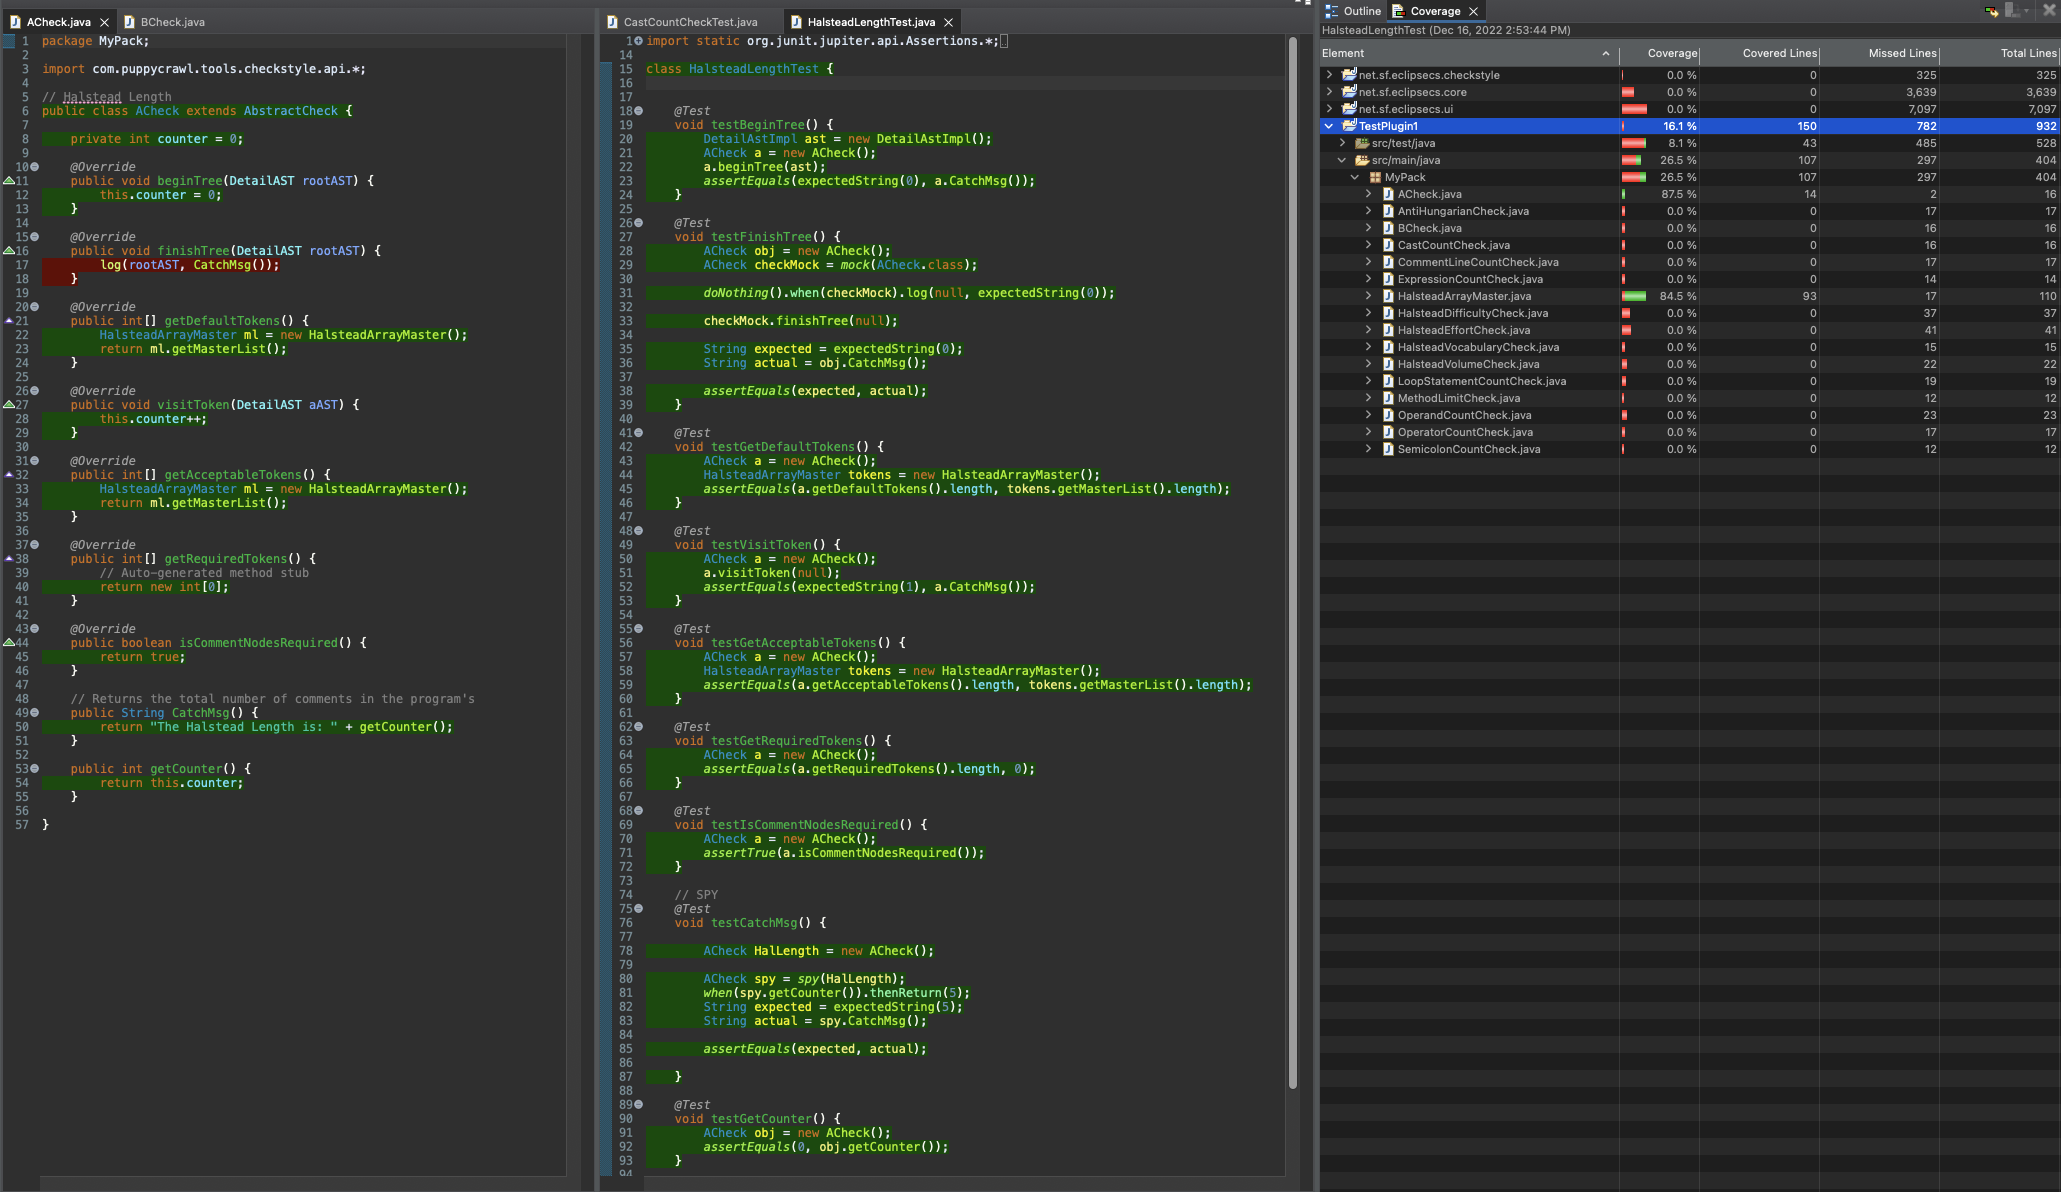 ACheck.java
BCheck.java
1 package MyPack;
2
3 import com.puppycrawl.tools.checkstyle.api.*;
4
5 // Halstead Length
6 public class ACheck extends AbstractCheck {
7
8 private int counter = 0;
9
10 @Override
11 public void beginTree(DetailAST rootAST) {
12 this.counter = 0;
13 }
14
15 @Override
16 public void finishTree(DetailAST rootAST) {
17 log(rootAST, CatchMsg());
18 }
19
20 @Override
21 public int[] getDefaultTokens() {
22 HalsteadArrayMaster ml = new HalsteadArrayMaster();
23 return ml.getMasterList();
24 }
25
26 @Override
27 public void visitToken(DetailAST aAST) {
28 this.counter++;
29 }
30
31 @Override
32 public int[] getAcceptableTokens() {
33 HalsteadArrayMaster ml = new HalsteadArrayMaster();
34 return ml.getMasterList();
35 }
36
37 @Override
38 public int[] getRequiredTokens() {
39 // Auto-generated method stub
40 return new int[0];
41 }
42
43 @Override
44 public boolean isCommentNodesRequired() {
45 return true;
46 }
47
48 // Returns the total number of comments in the program's
49 public String CatchMsg() {
50 return "The Halstead Length is: " + getCounter();
51 }
52
53 public int getCounter() {
54 return this.counter;
55 }
56
57 }
CastCountCheckTest.java
HalsteadLengthTest.java
1 import static org.junit.jupiter.api.Assertions.*;
14
15 class HalsteadLengthTest {
16
17
18 @Test
19 void testBeginTree() {
20 DetailAstImpl ast = new DetailAstImpl();
21 ACheck a = new ACheck();
22 a.beginTree(ast);
23 assertEquals(expectedString(0), a.CatchMsg());
24 }
25
26 @Test
27 void testFinishTree() {
28 ACheck obj = new ACheck();
29 ACheck checkMock = mock(ACheck.class);
30
31 doNothing().when(checkMock).log(null, expectedString(0));
32
33 checkMock.finishTree(null);
34
35 String expected = expectedString(0);
36 String actual = obj.CatchMsg();
37
38 assertEquals(expected, actual);
39 }
40
41 @Test
42 void testGetDefaultTokens() {
43 ACheck a = new ACheck();
44 HalsteadArrayMaster tokens = new HalsteadArrayMaster();
45 assertEquals(a.getDefaultTokens().length, tokens.getMasterList().length);
46 }
47
48 @Test
49 void testVisitToken() {
50 ACheck a = new ACheck();
51 a.visitToken(null);
52 assertEquals(expectedString(1), a.CatchMsg());
53 }
54
55 @Test
56 void testGetAcceptableTokens() {
57 ACheck a = new ACheck();
58 HalsteadArrayMaster tokens = new HalsteadArrayMaster();
59 assertEquals(a.getAcceptableTokens().length, tokens.getMasterList().length);
60 }
61
62 @Test
63 void testGetRequiredTokens() {
64 ACheck a = new ACheck();
65 assertEquals(a.getRequiredTokens().length, 0);
66 }
67
68 @Test
69 void testIsCommentNodesRequired() {
70 ACheck a = new ACheck();
71 assertTrue(a.isCommentNodesRequired());
72 }
73
74 // SPY
75 @Test
76 void testCatchMsg() {
77
78 ACheck HalLength = new ACheck();
79
80 ACheck spy = spy(HalLength);
81 when(spy.getCounter()).thenReturn(5);
82 String expected = expectedString(5);
83 String actual = spy.CatchMsg();
84
85 assertEquals(expected, actual);
86
87 }
88
89 @Test
90 void testGetCounter() {
91 ACheck obj = new ACheck();
92 assertEquals(0, obj.getCounter());
93 }
94
Outline
Coverage
HalsteadLengthTest (Dec 16, 2022 2:53:44 PM)
Element Coverage Covered Lines Missed Lines Total Lines
net.sf.eclipsecs.checkstyle 0.0 % 0 325 325
net.sf.eclipsecs.core 0.0 % 0 3,639 3,639
net.sf.eclipsecs.ui 0.0 % 0 7,097 7,097
TestPlugin1 16.1 % 150 782 932
src/test/java 8.1 % 43 485 528
src/main/java 26.5 % 107 297 404
MyPack 26.5 % 107 297 404
ACheck.java 87.5 % 14 2 16
AntiHungarianCheck.java 0.0 % 0 17 17
BCheck.java 0.0 % 0 16 16
CastCountCheck.java 0.0 % 0 16 16
CommentLineCountCheck.java 0.0 % 0 17 17
ExpressionCountCheck.java 0.0 % 0 14 14
HalsteadArrayMaster.java 84.5 % 93 17 110
HalsteadDifficultyCheck.java 0.0 % 0 37 37
HalsteadEffortCheck.java 0.0 % 0 41 41
HalsteadVocabularyCheck.java 0.0 % 0 15 15
HalsteadVolumeCheck.java 0.0 % 0 22 22
LoopStatementCountCheck.java 0.0 % 0 19 19
MethodLimitCheck.java 0.0 % 0 12 12
OperandCountCheck.java 0.0 % 0 23 23
OperatorCountCheck.java 0.0 % 0 17 17
SemicolonCountCheck.java 0.0 % 0 12 12